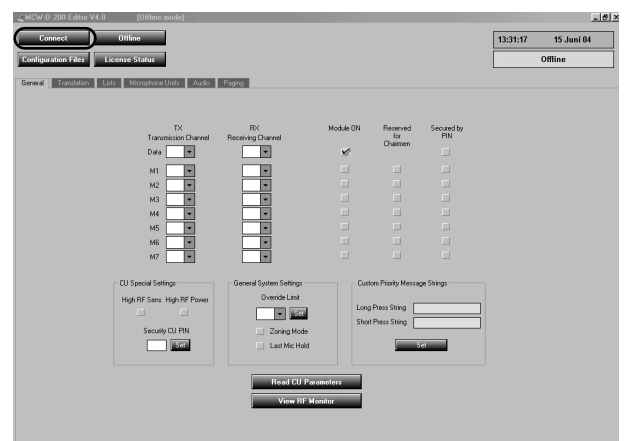 MCW-D 200 Editor V4.0 [Offline mode]
Connect Offline
13:31:17 15 Juni 04
Configuration Files License Status
Offline
General Translation Lists Microphone Units Audio Paging
TX RX Module ON Reserved Secured by
Transmission Channel Receiving Channel for PIN
Chairmen
Data
M1
M2
M3
M4
M5
M6
M7
CU Special Settings General System Settings Custom Priority Message Strings
High RF Sens High RF Power Override Limit
Set
Long Press String
Short Press String
Security CU PIN Zoning Mode
Set Last Mic Hold Set
Read CU Parameters
View RF Monitor